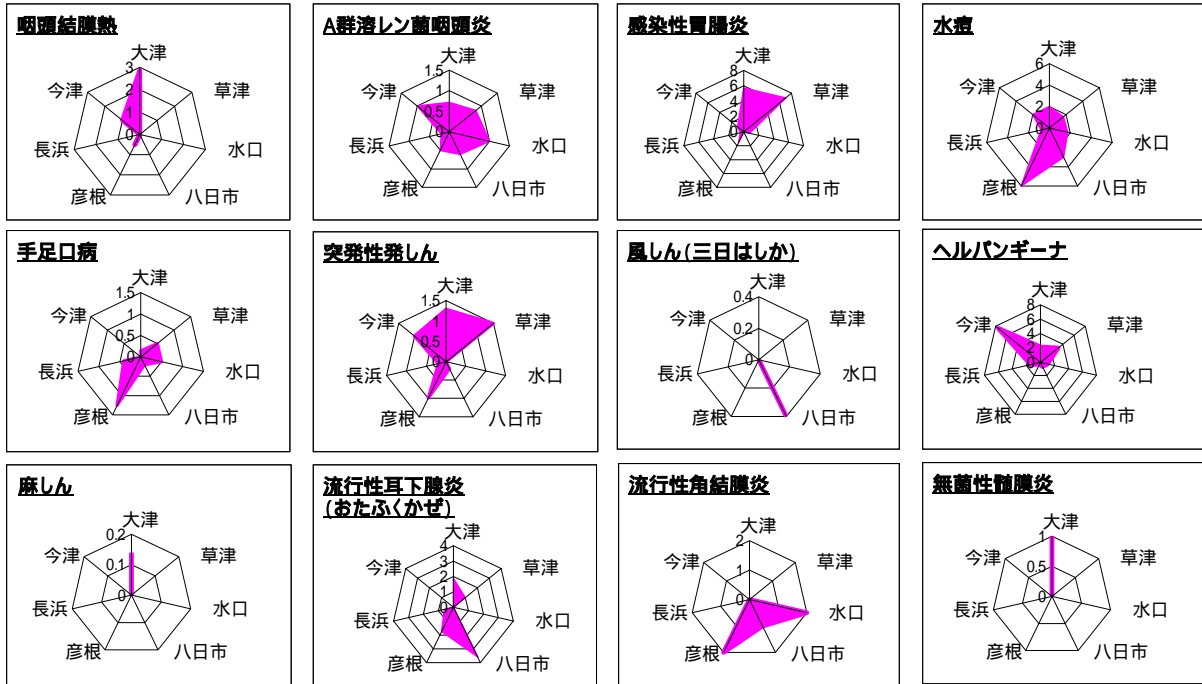 咽頭結膜熱
大津
草津
水口
八日市
彦根
長浜
今津
3
2
1
0
A群溶レン菌咽頭炎
大津
草津
水口
八日市
彦根
長浜
今津
1.5
1
0.5
0
感染性胃腸炎
大津
草津
水口
八日市
彦根
長浜
今津
8
6
4
2
0
水痘
大津
草津
水口
八日市
彦根
長浜
今津
6
4
2
0
手足口病
大津
草津
水口
八日市
彦根
長浜
今津
1.5
1
0.5
0
突発性発しん
大津
草津
水口
八日市
彦根
長浜
今津
1.5
1
0.5
0
風しん(三日はしか)
大津
草津
水口
八日市
彦根
長浜
今津
0.4
0.2
0
ヘルパンギーナ
大津
草津
水口
八日市
彦根
長浜
今津
8
6
4
2
0
麻しん
大津
草津
水口
八日市
彦根
長浜
今津
0.2
0.1
0
流行性耳下腺炎
(おたふくかぜ)
大津
草津
水口
八日市
彦根
長浜
今津
4
3
2
1
0
流行性角結膜炎
大津
草津
水口
八日市
彦根
長浜
今津
2
1
0
無菌性髄膜炎
大津
草津
水口
八日市
彦根
長浜
今津
1
0.5
0